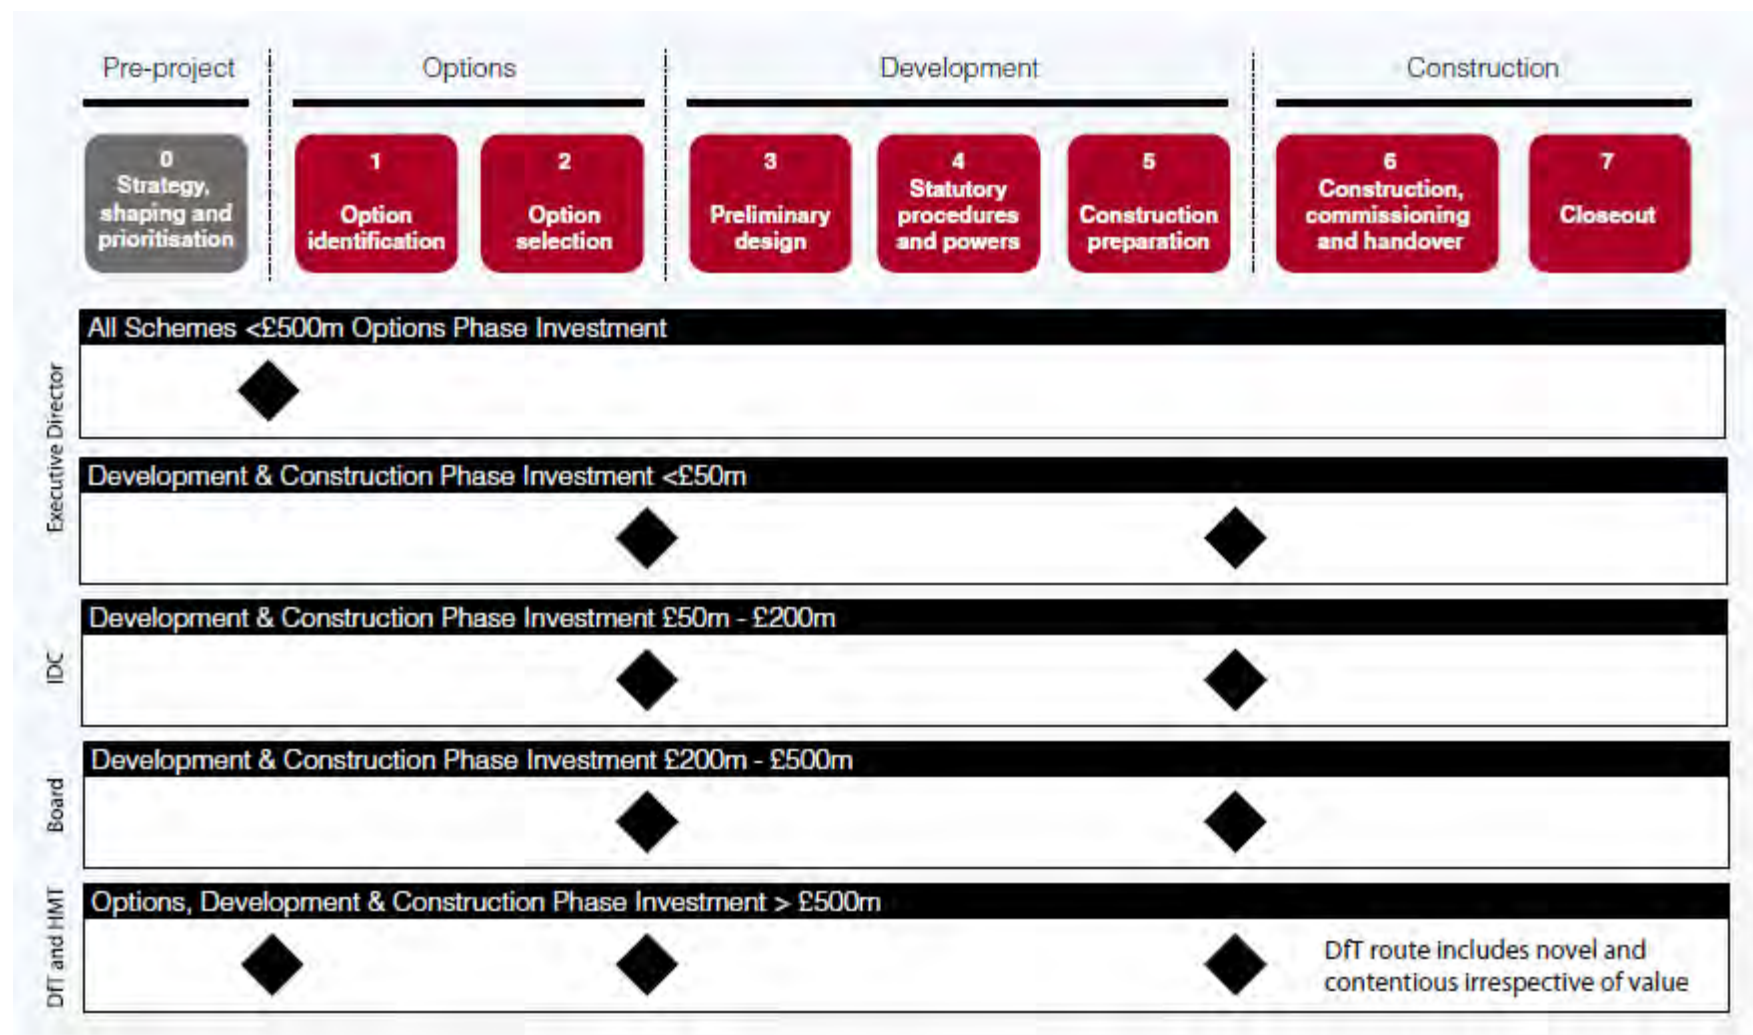 Pre-project
Options
Development
Construction
0
Strategy,
shaping and
prioritisation
1
Option
identification
2
Option
selection
3
Preliminary
design
4
Statutory
procedures
and powers
5
Construction
preparation
6
Construction,
commissioning
and handover
7
Closeout
Executive Director
All Schemes <£500m Options Phase Investment
Development & Construction Phase Investment <£50m
IDC
Development & Construction Phase Investment £50m - £200m
Board
Development & Construction Phase Investment £200m - £500m
DfT and HMT
Options, Development & Construction Phase Investment > £500m
DfT route includes novel and
contentious irrespective of value